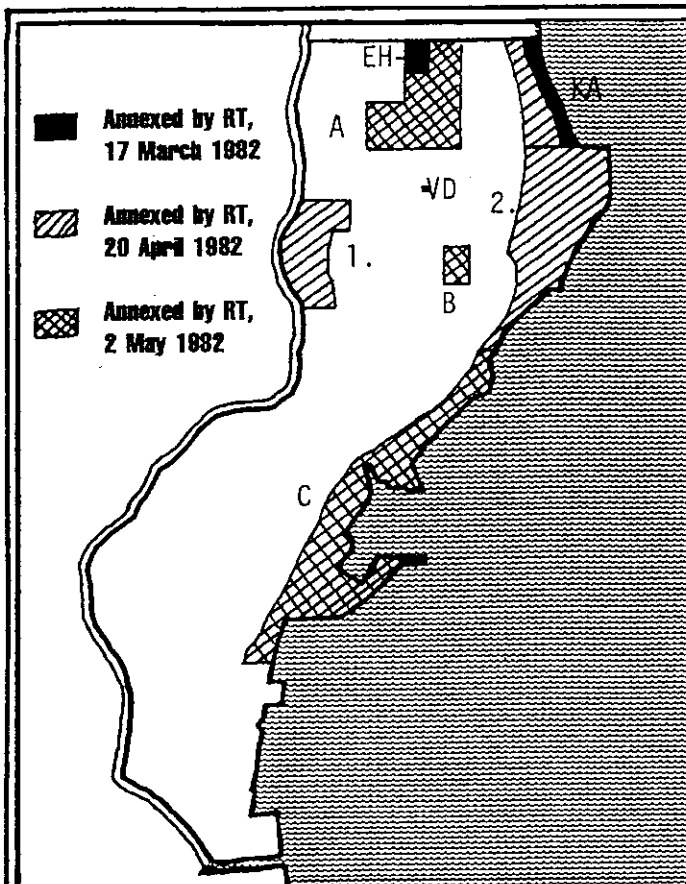 EH
KA
Annexed by RT,
17 March 1982
A
VD
2.
Annexed by RT,
20 April 1982
1.
B
Annexed by RT,
2 May 1982
C